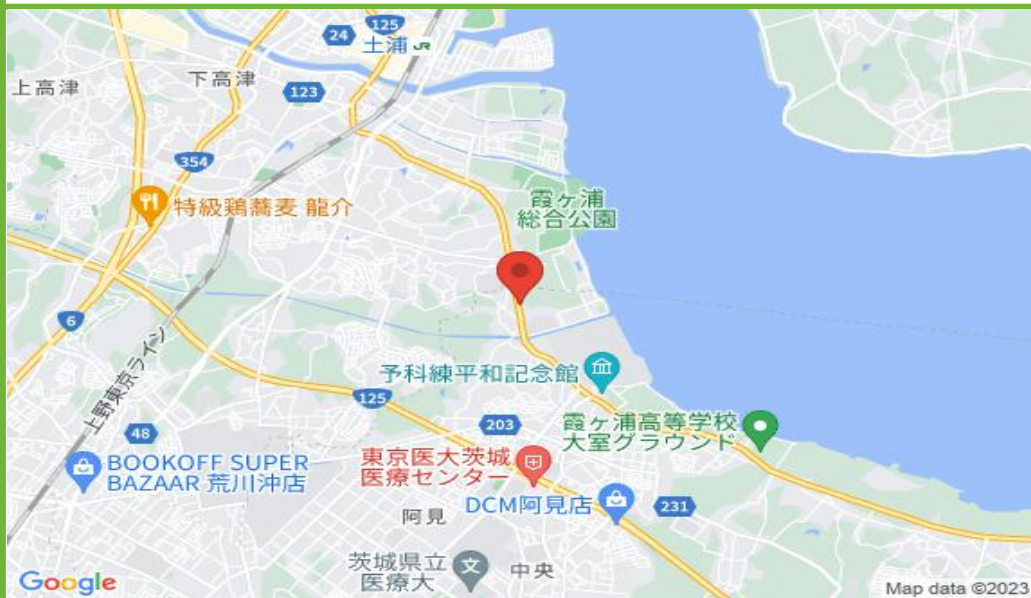 125
24
土浦 JR
上高津
下高津
123
354
特級鶏蕎麦 龍介
霞ヶ浦
総合公園
6
上野東京ライン
予科練平和記念館
125
203
霞ヶ浦高等学校
大室グラウンド
48
東京医大茨城
医療センター
BOOKOFF SUPER
BAZAAR 荒川沖店
DCM阿見店
231
阿見
茨城県立
医療大
中央
Google
Map data ©2023